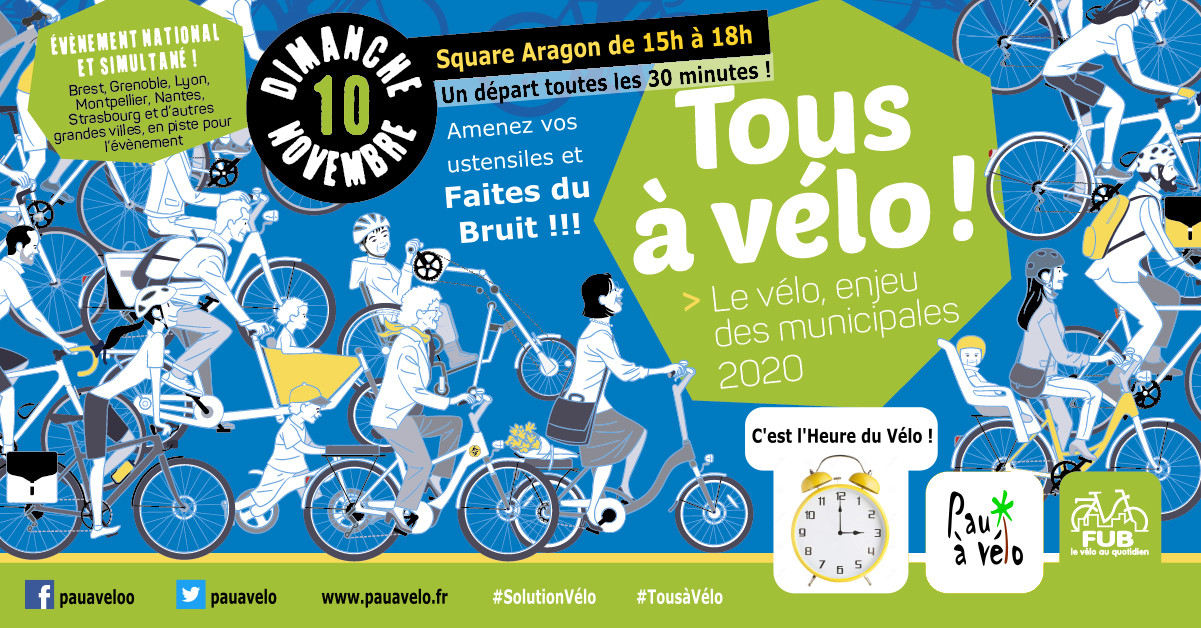 ÉVÈNEMENT NATIONAL
ET SIMULTANÉ !
Brest, Grenoble, Lyon,
Montpellier, Nantes,
Strasbourg et d'autres
grandes villes, en piste pour
l'évènement
DIMANCHE
10
NOVEMBRE
Square Aragon de 15h à 18h
Un départ toutes les 30 minutes !
Amenez vos
ustensiles et
Faites du
Bruit !!!
Tous
à vélo !
> Le vélo, enjeu
des municipales
2020
C'est l'Heure du Vélo !
12
1
2
3
4
5
6
7
8
9
10
11
Pau
à vélo
FUB
le vélo au quotidien
f pauaveloo
pauavelo
www.pauavelo.fr
#SolutionVélo
#TousàVélo